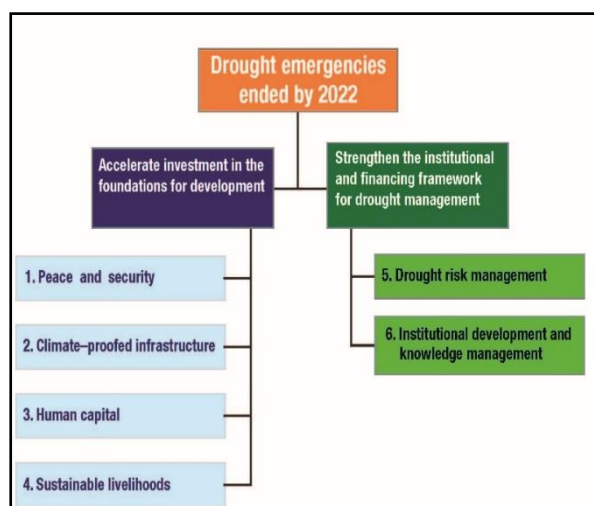 Drought emergencies
ended by 2022
Accelerate investment in the
foundations for development
Strengthen the institutional
and financing framework
for drought management
1. Peace and security
2. Climate–proofed infrastructure
3. Human capital
4. Sustainable livelihoods
5. Drought risk management
6. Institutional development and
knowledge management